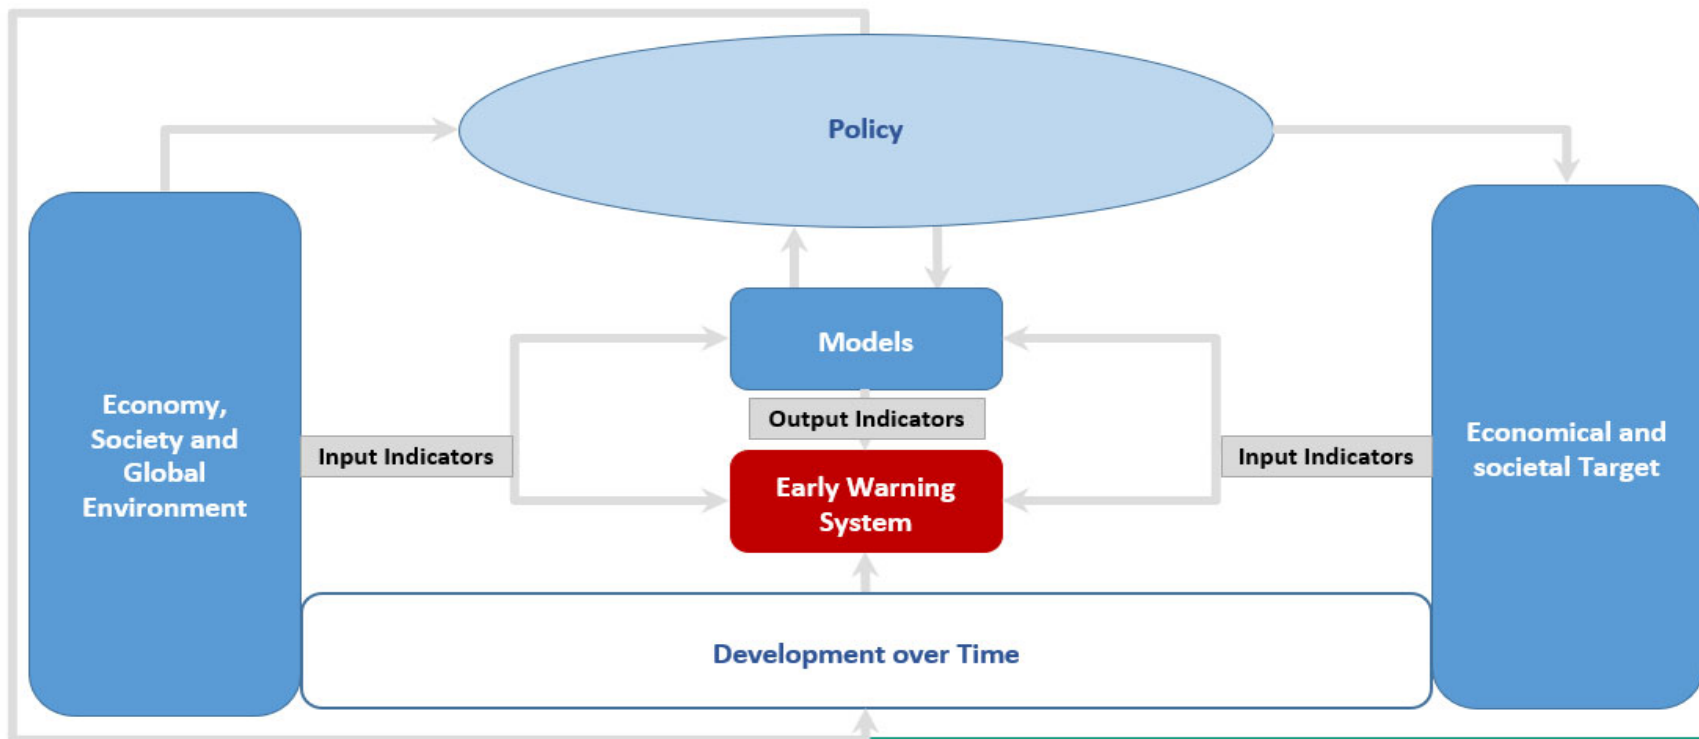 Policy
Models
Economy,
Society and
Global
Environment
Input Indicators
Output Indicators
Early Warning
System
Input Indicators
Economical and
societal Target
Development over Time